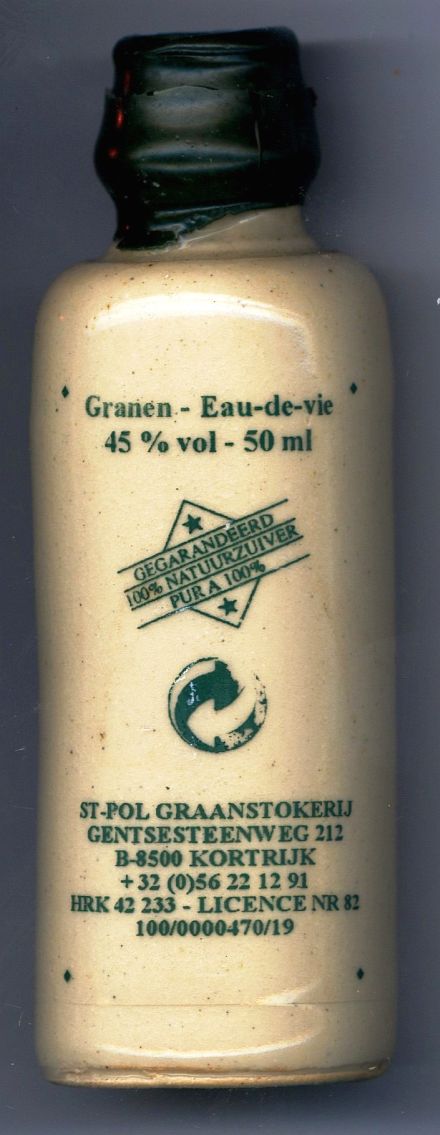 Granen - Eau-de-vie
45 % vol - 50 ml
GEGARANDEERD
100% NATUURZUIVER
PUR A 100%
ST-POL GRAANSTOKERIJ
GENTSESTEENWEG 212
B-8500 KORTRIJK
+ 32 (0)56 22 12 91
HRK 42 233 - LICENCE NR 82
100/0000470/19